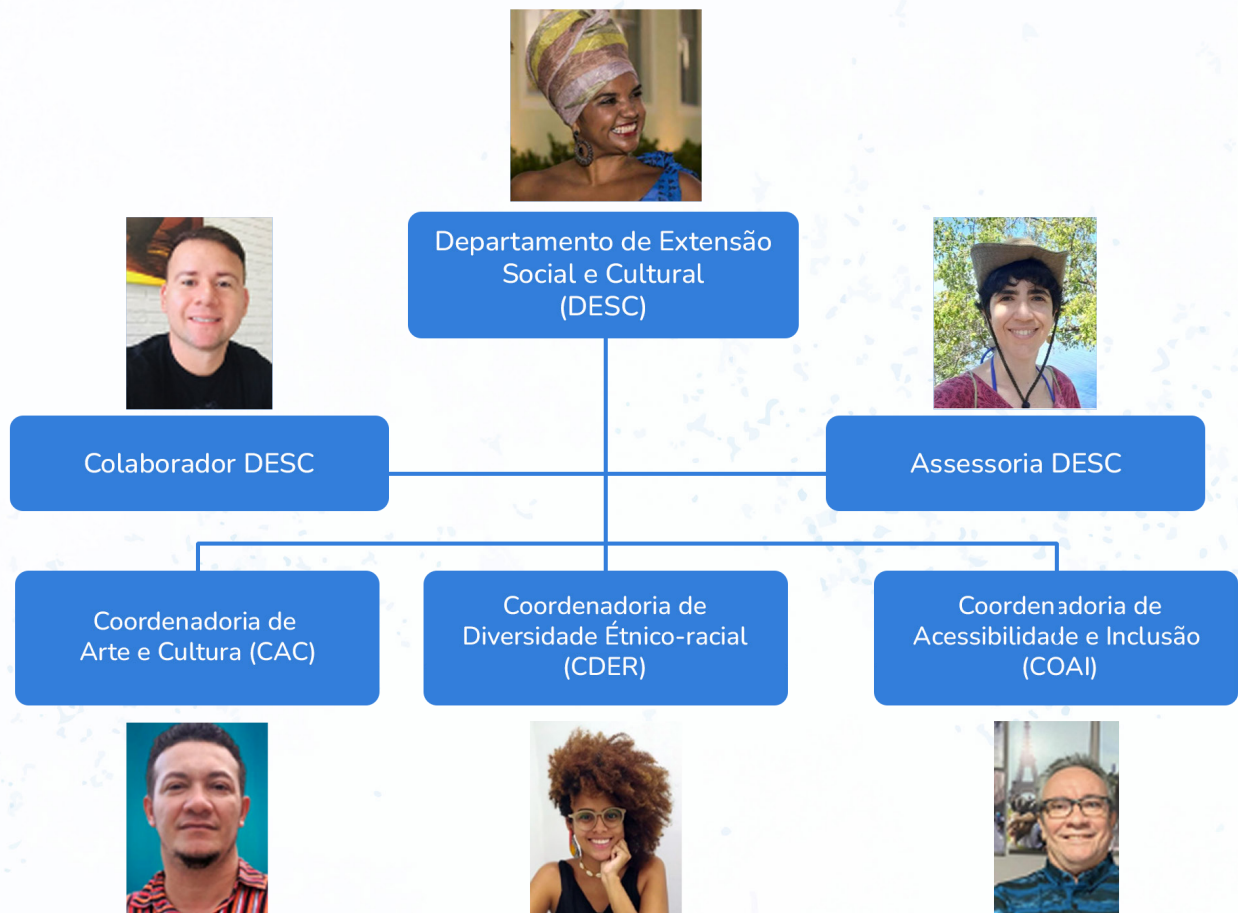 Departamento de Extensão
Social e Cultural
(DESC)
Colaborador DESC
Assessoria DESC
Coordenadoria de
Arte e Cultura (CAC)
Coordenadoria de
Diversidade Étnico-racial
(CDER)
Coordenadoria de
Acessibilidade e Inclusão
(COAI)